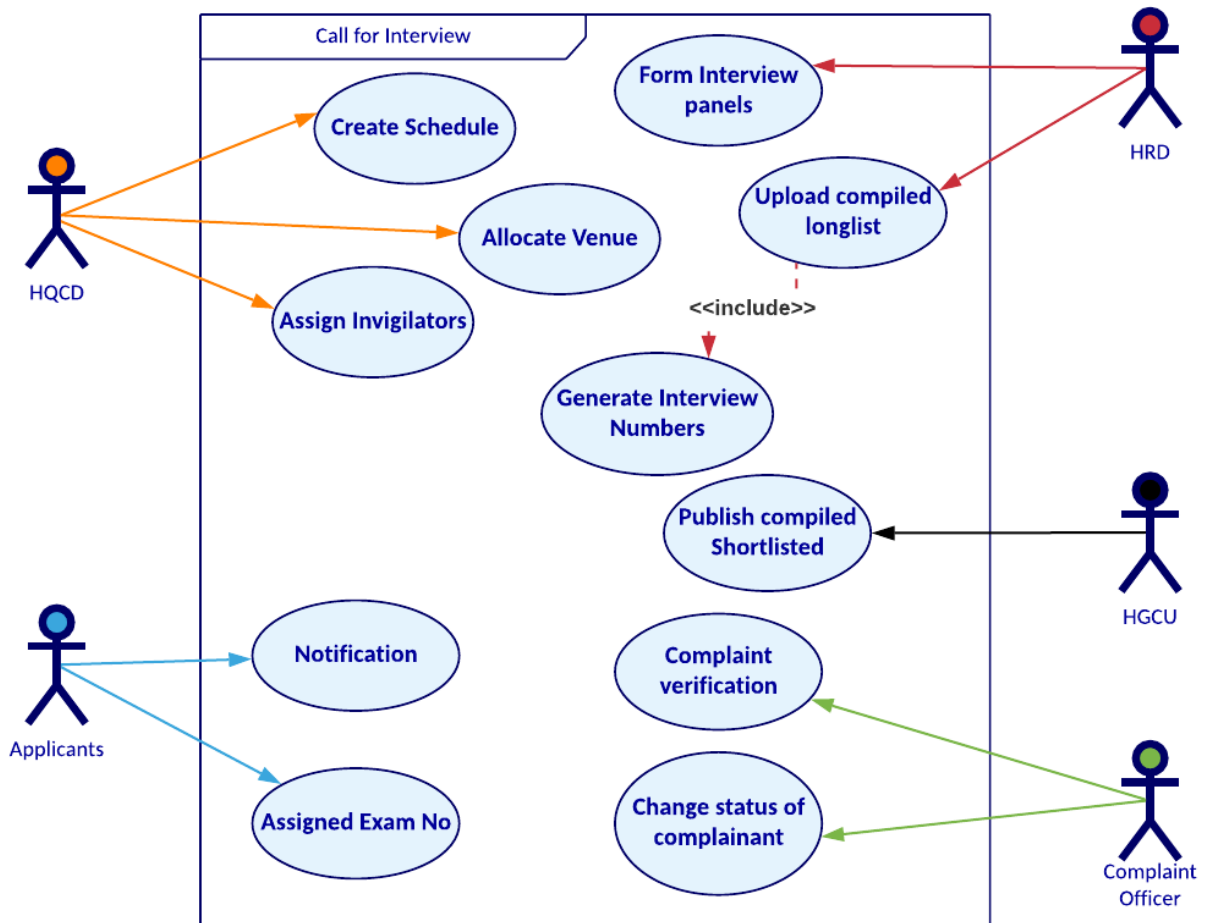 Call for Interview
Form Interview
panels
HRD
Create Schedule
Upload compiled
longlist
Allocate Venue
HQCD
Assign Invigilators
<<include>>
Generate Interview
Numbers
Publish compiled
Shortlisted
HGCU
Notification
Complaint
verification
Applicants
Assigned Exam No
Change status of
complainant
Complaint
Officer